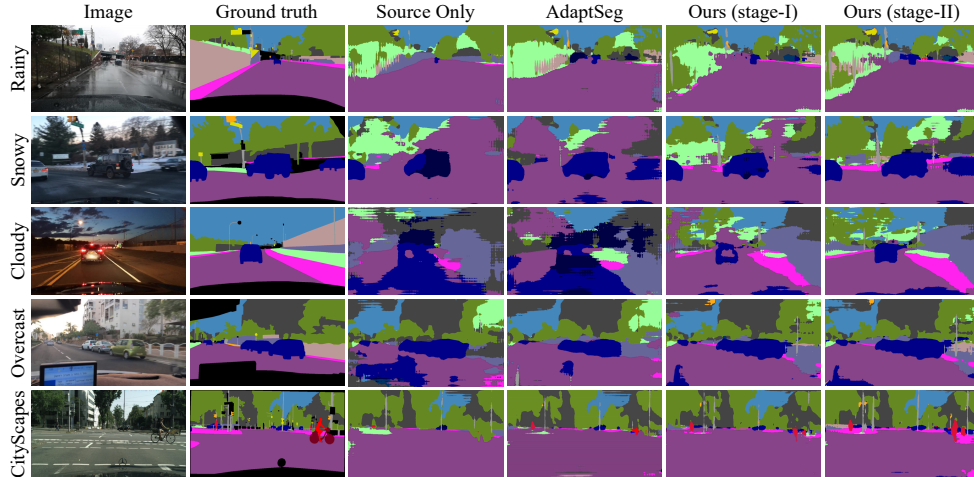 Image Ground truth Source Only AdaptSeg Ours (stage-I) Ours (stage-II)
Rainy
Snowy
Cloudy
Overcast
CityScapes